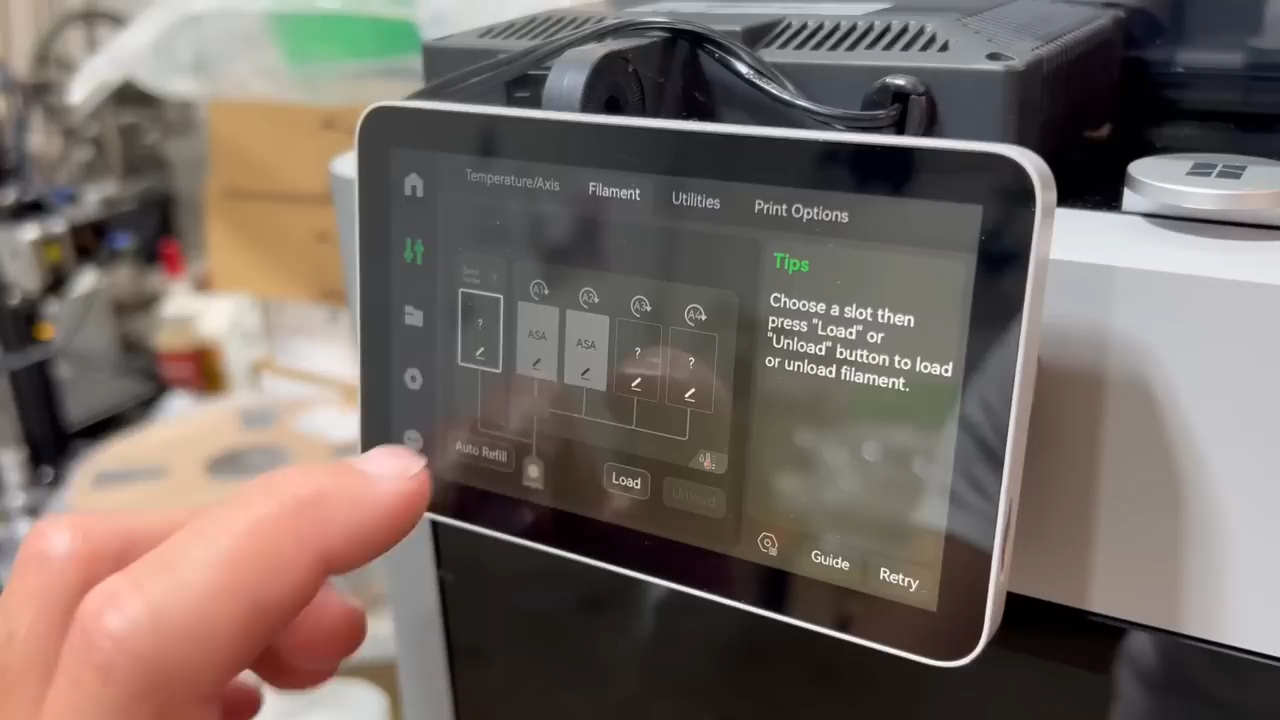 Temperature/Axis
Filament
Utilities
Print Options
Tips
Choose a slot then
press "Load" or
"Unload" button to load
or unload filament.
A1
A2
A3
A4
?
ASA
ASA
?
?
Auto Refill
Load
Unload
Guide
Retry